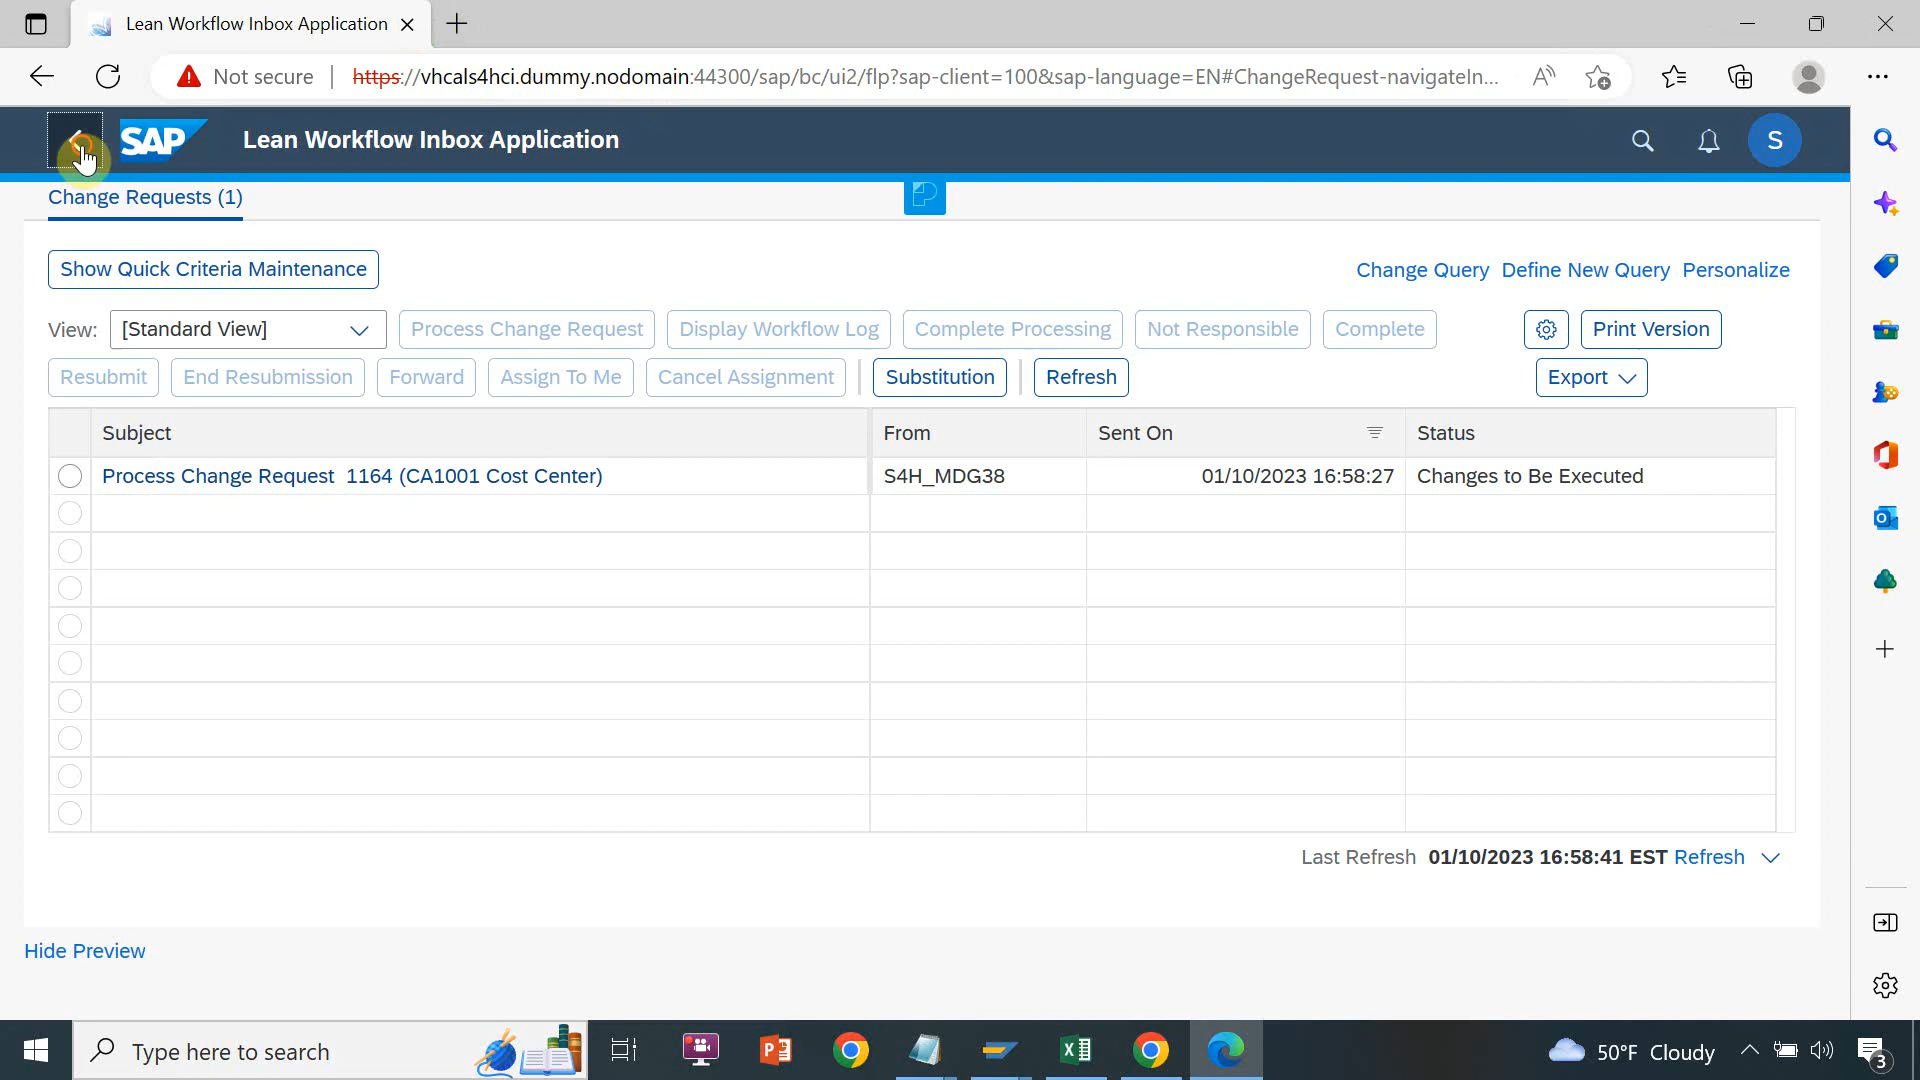 Lean Workflow Inbox Application
Not secure
https://vhcals4hci.dummy.nodomain:44300/sap/bc/ui2/flp?sap-client=100&sap-language=EN#ChangeRequest-navigateIn...
SAP
Lean Workflow Inbox Application
S
Change Requests (1)
Show Quick Criteria Maintenance
Change Query Define New Query Personalize
View: [Standard View] Process Change Request Display Workflow Log Complete Processing Not Responsible Complete Print Version
Resubmit End Resubmission Forward Assign To Me Cancel Assignment Substitution Refresh Export
Subject From Sent On Status
Process Change Request 1164 (CA1001 Cost Center) S4H_MDG38 01/10/2023 16:58:27 Changes to Be Executed
Last Refresh 01/10/2023 16:58:41 EST Refresh
Hide Preview
Type here to search
50°F Cloudy
3